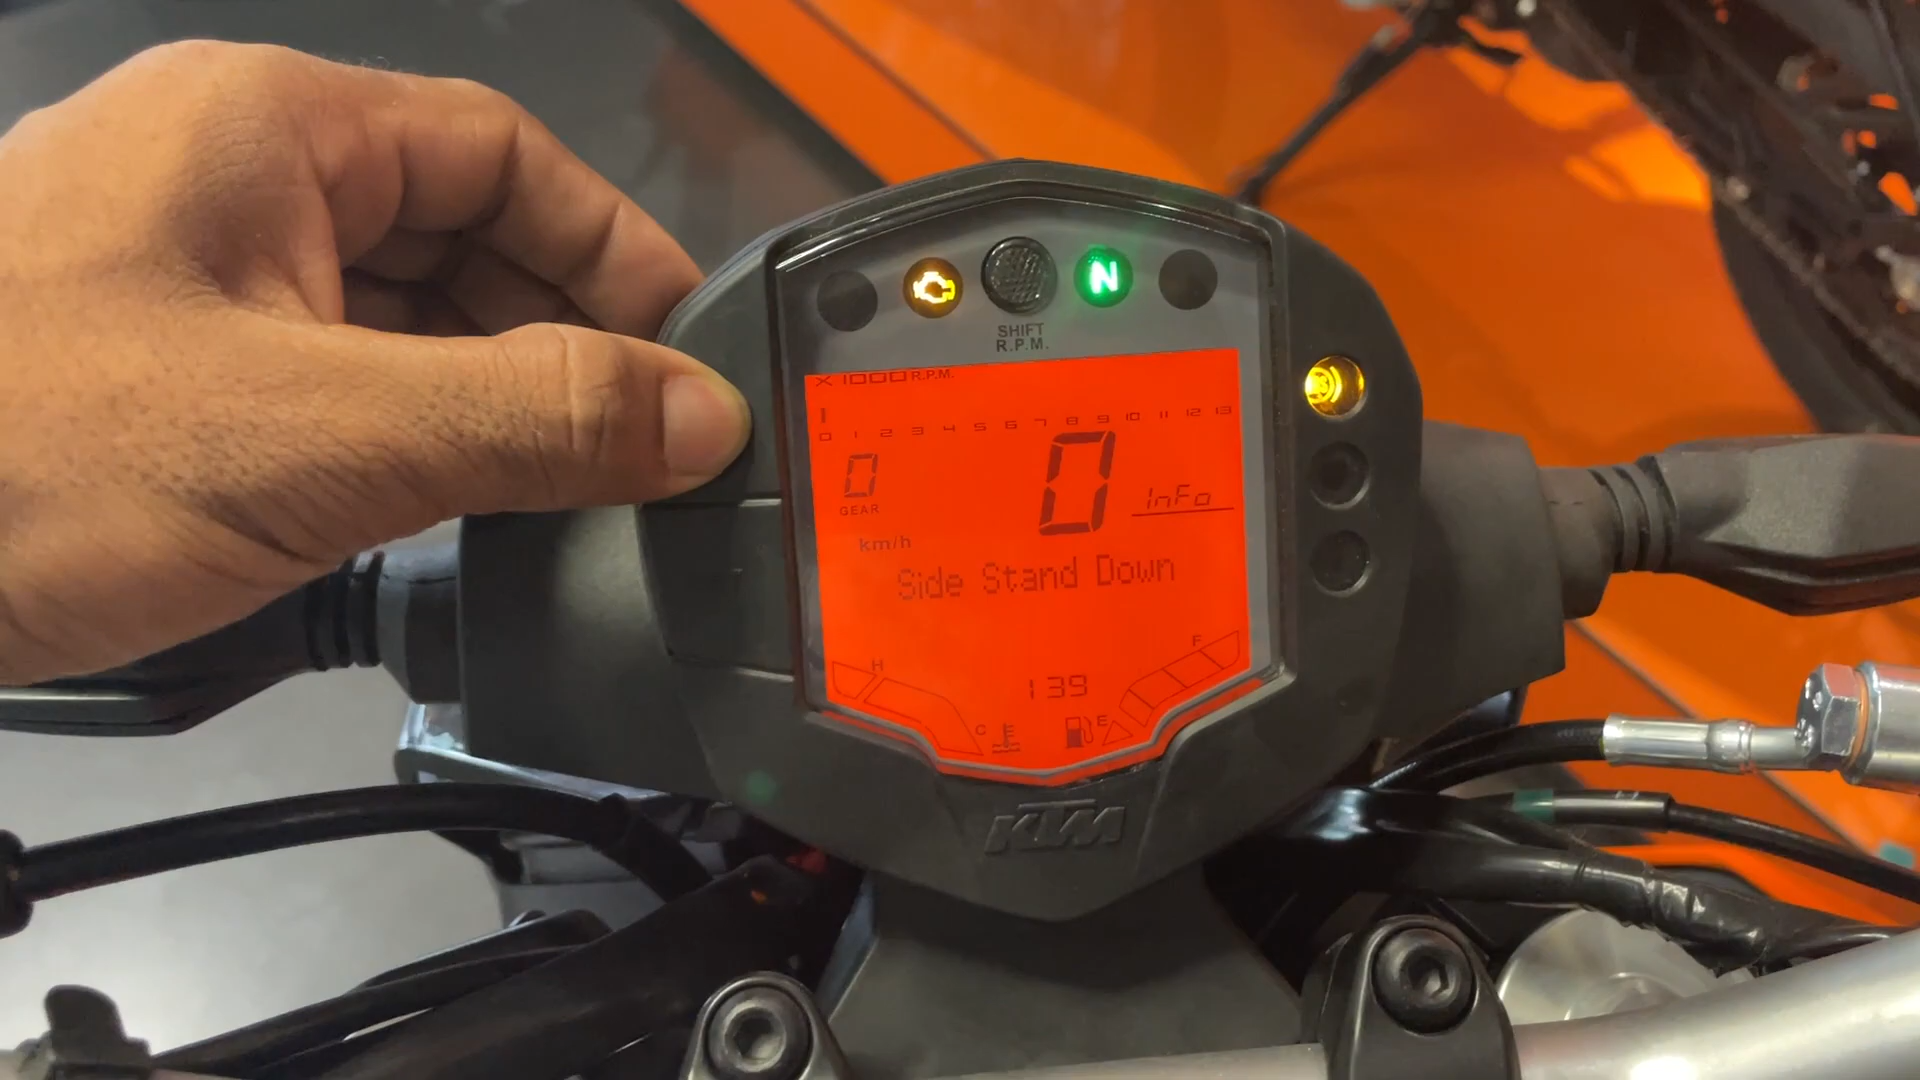 N
SHIFT
R.P.M.
X 1000 R.P.M.
0 1 2 3 4 5 6 7 8 9 10 11 12 13
0
GEAR
0
InFo
km/h
Side Stand Down
H
F
139
C
E
KTM